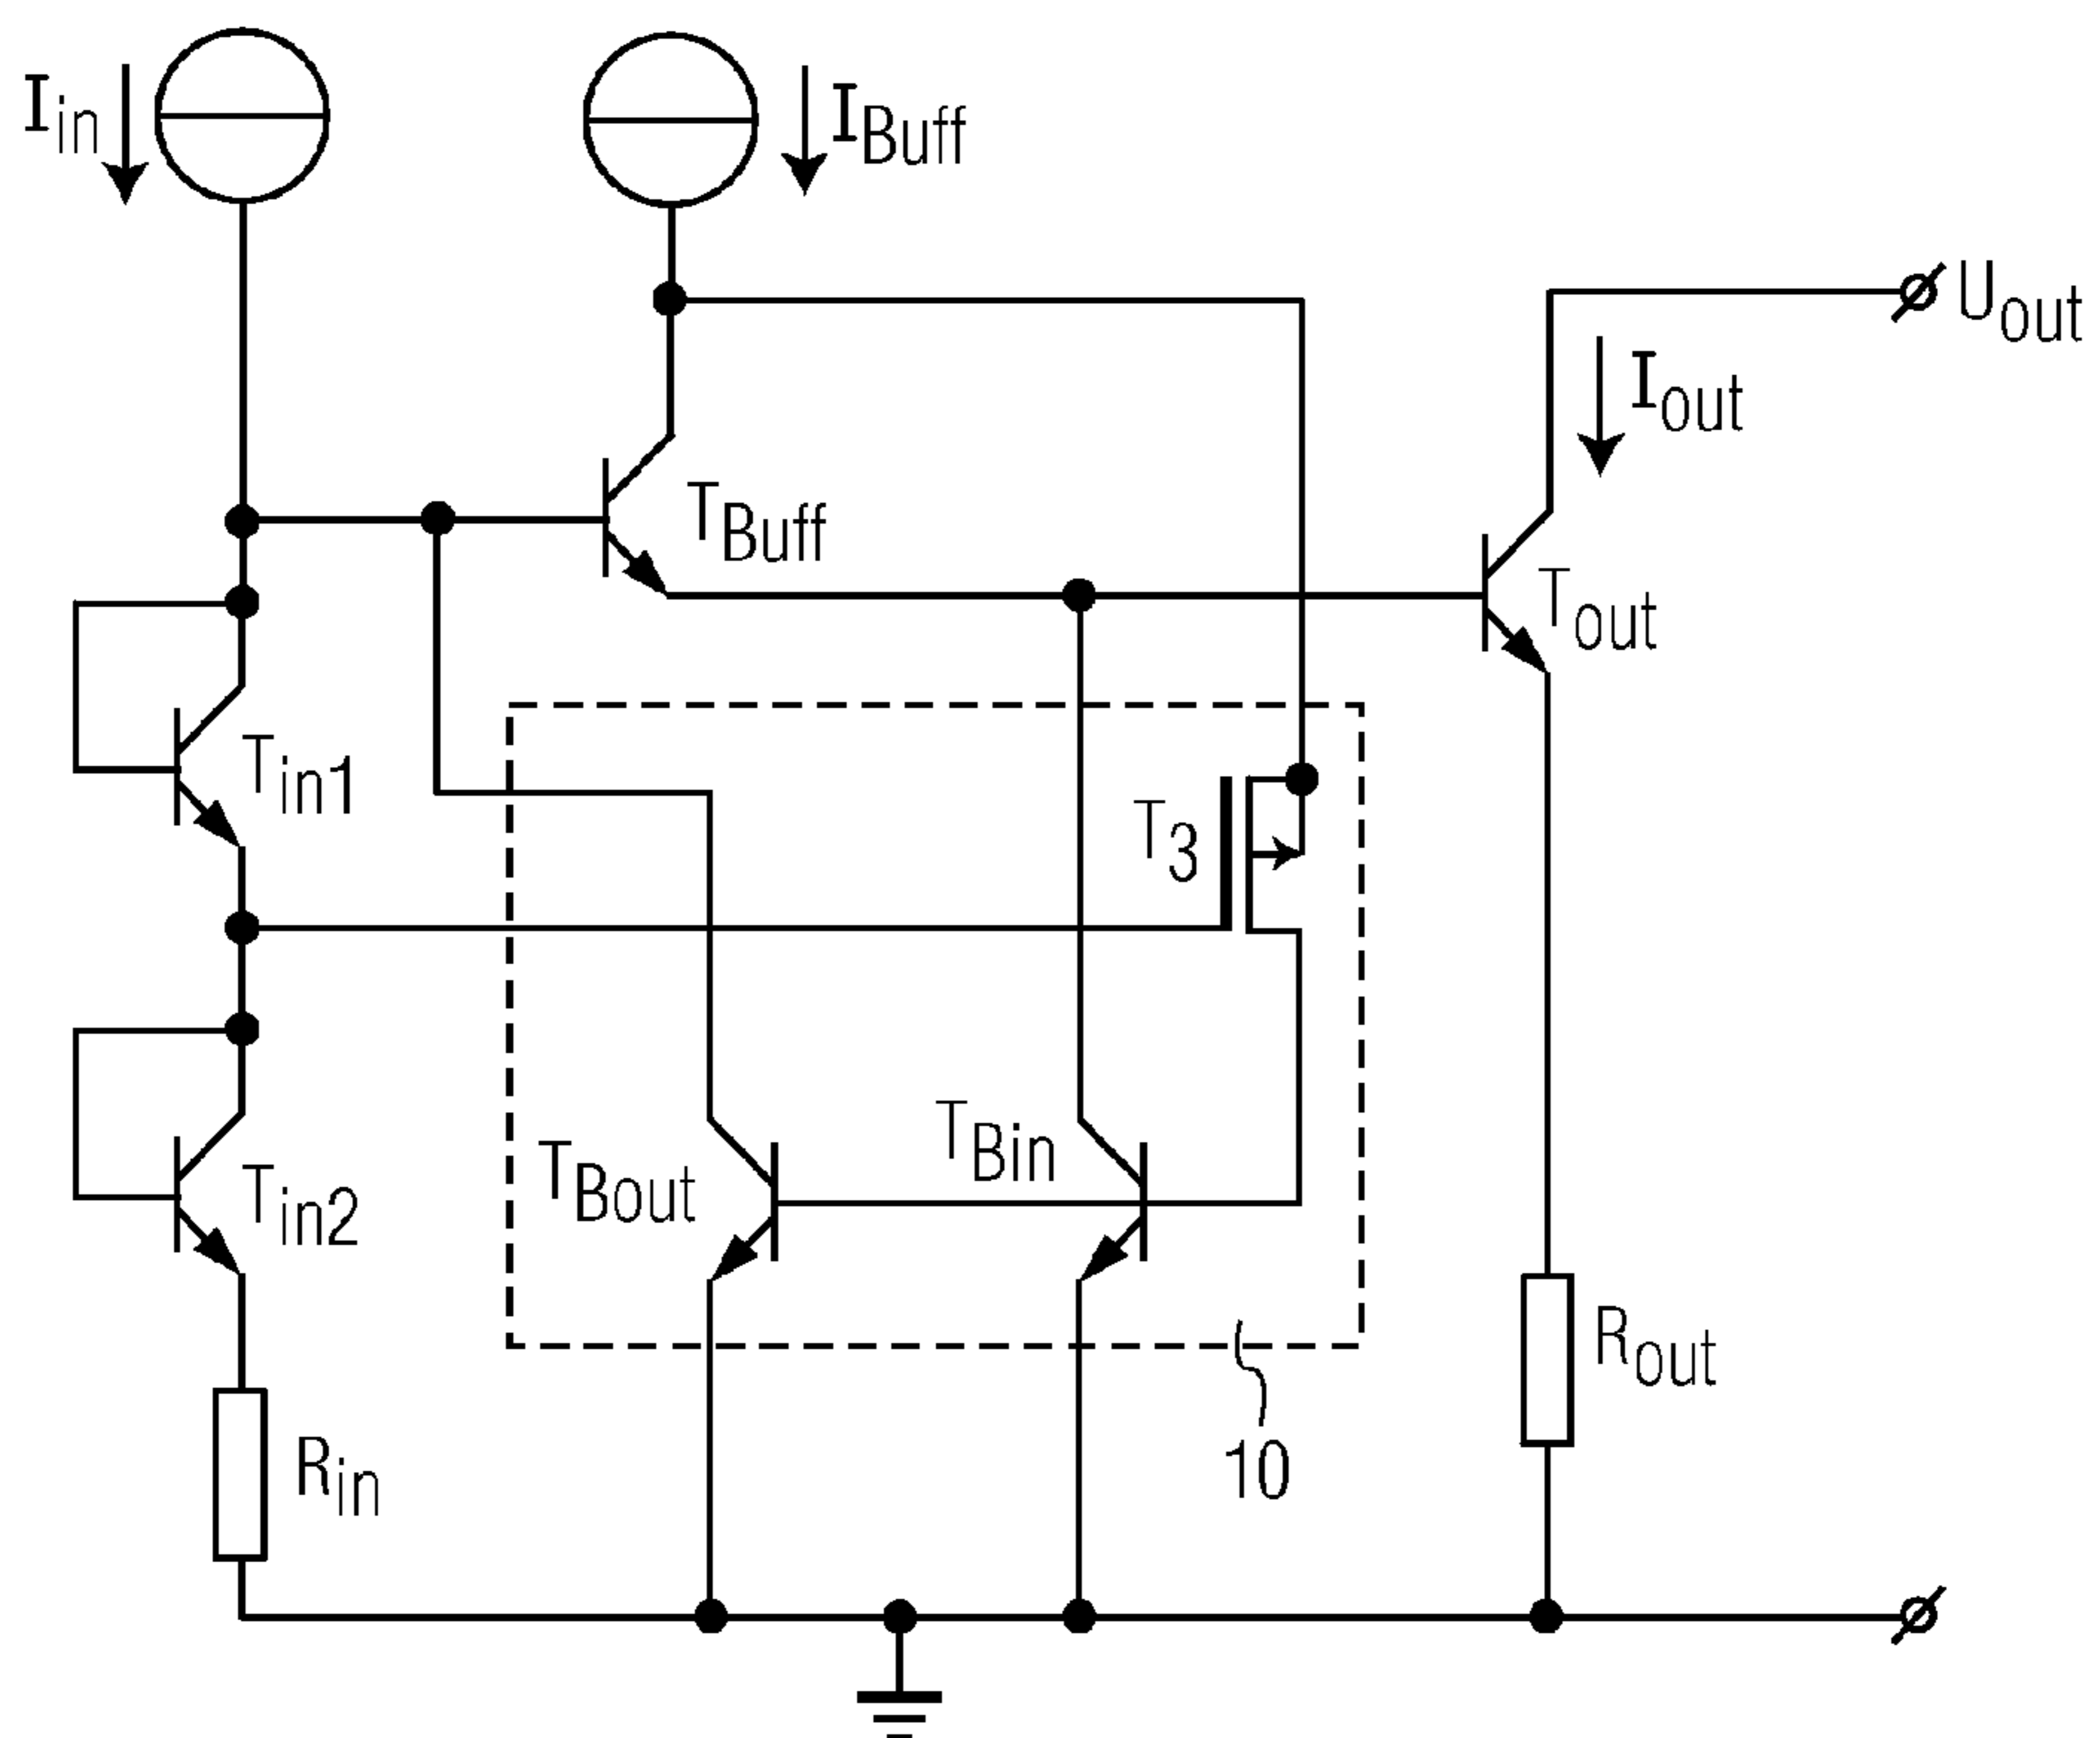 Iin
IBuff
Uout
Iout
TBuff
Tout
Tin1
T3
TBout
TBin
Tin2
Rout
Rin
10